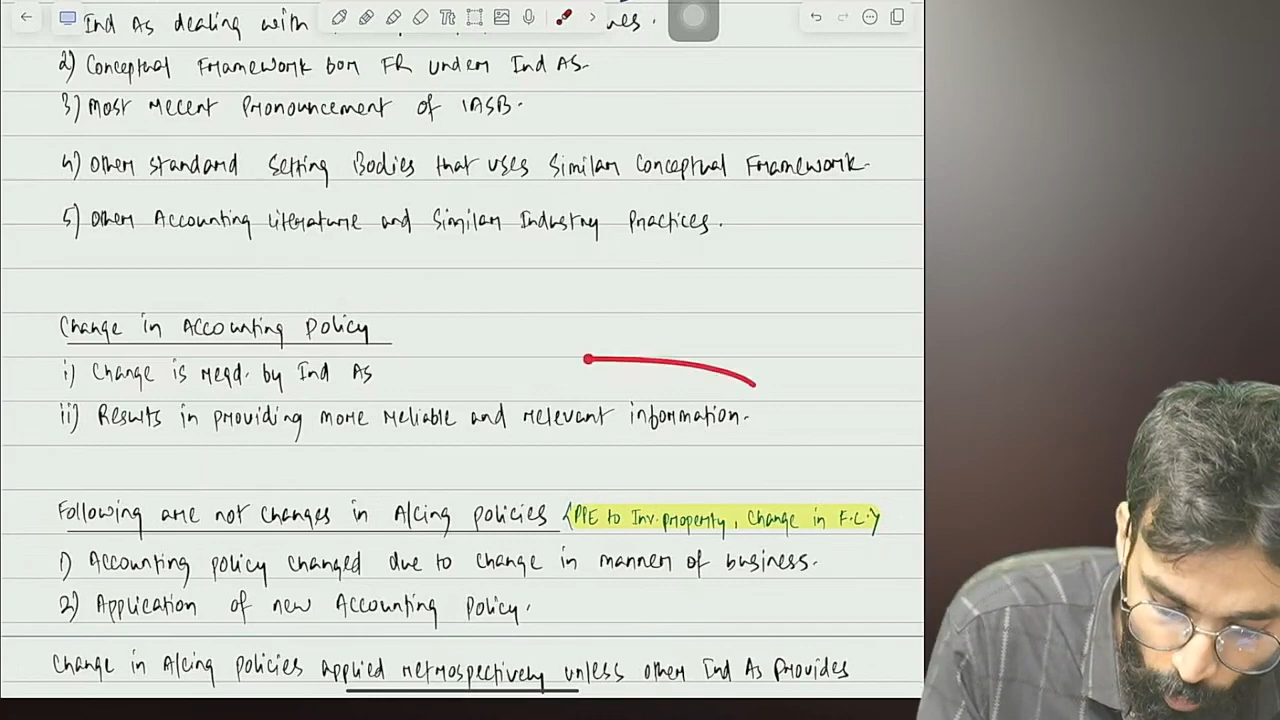 Ind As dealing with
2) Conceptual Framework for FR under Ind AS.
3) Most recent pronouncement of IASB.
4) Other standard Setting Bodies that uses Similar Conceptual Framework.
5) Other Accounting Literature and Similar Industry Practices.
Change in Accounting Policy
i) Change is reqd. by Ind As
ii) Results in providing more reliable and relevant information.
Following are not changes in A/cing policies (PPE to Inv. property, Change in F.C.)
1) Accounting policy changed due to change in manner of business.
2) Application of new Accounting Policy.
Change in A/cing policies applied retrospectively unless other Ind As Provides